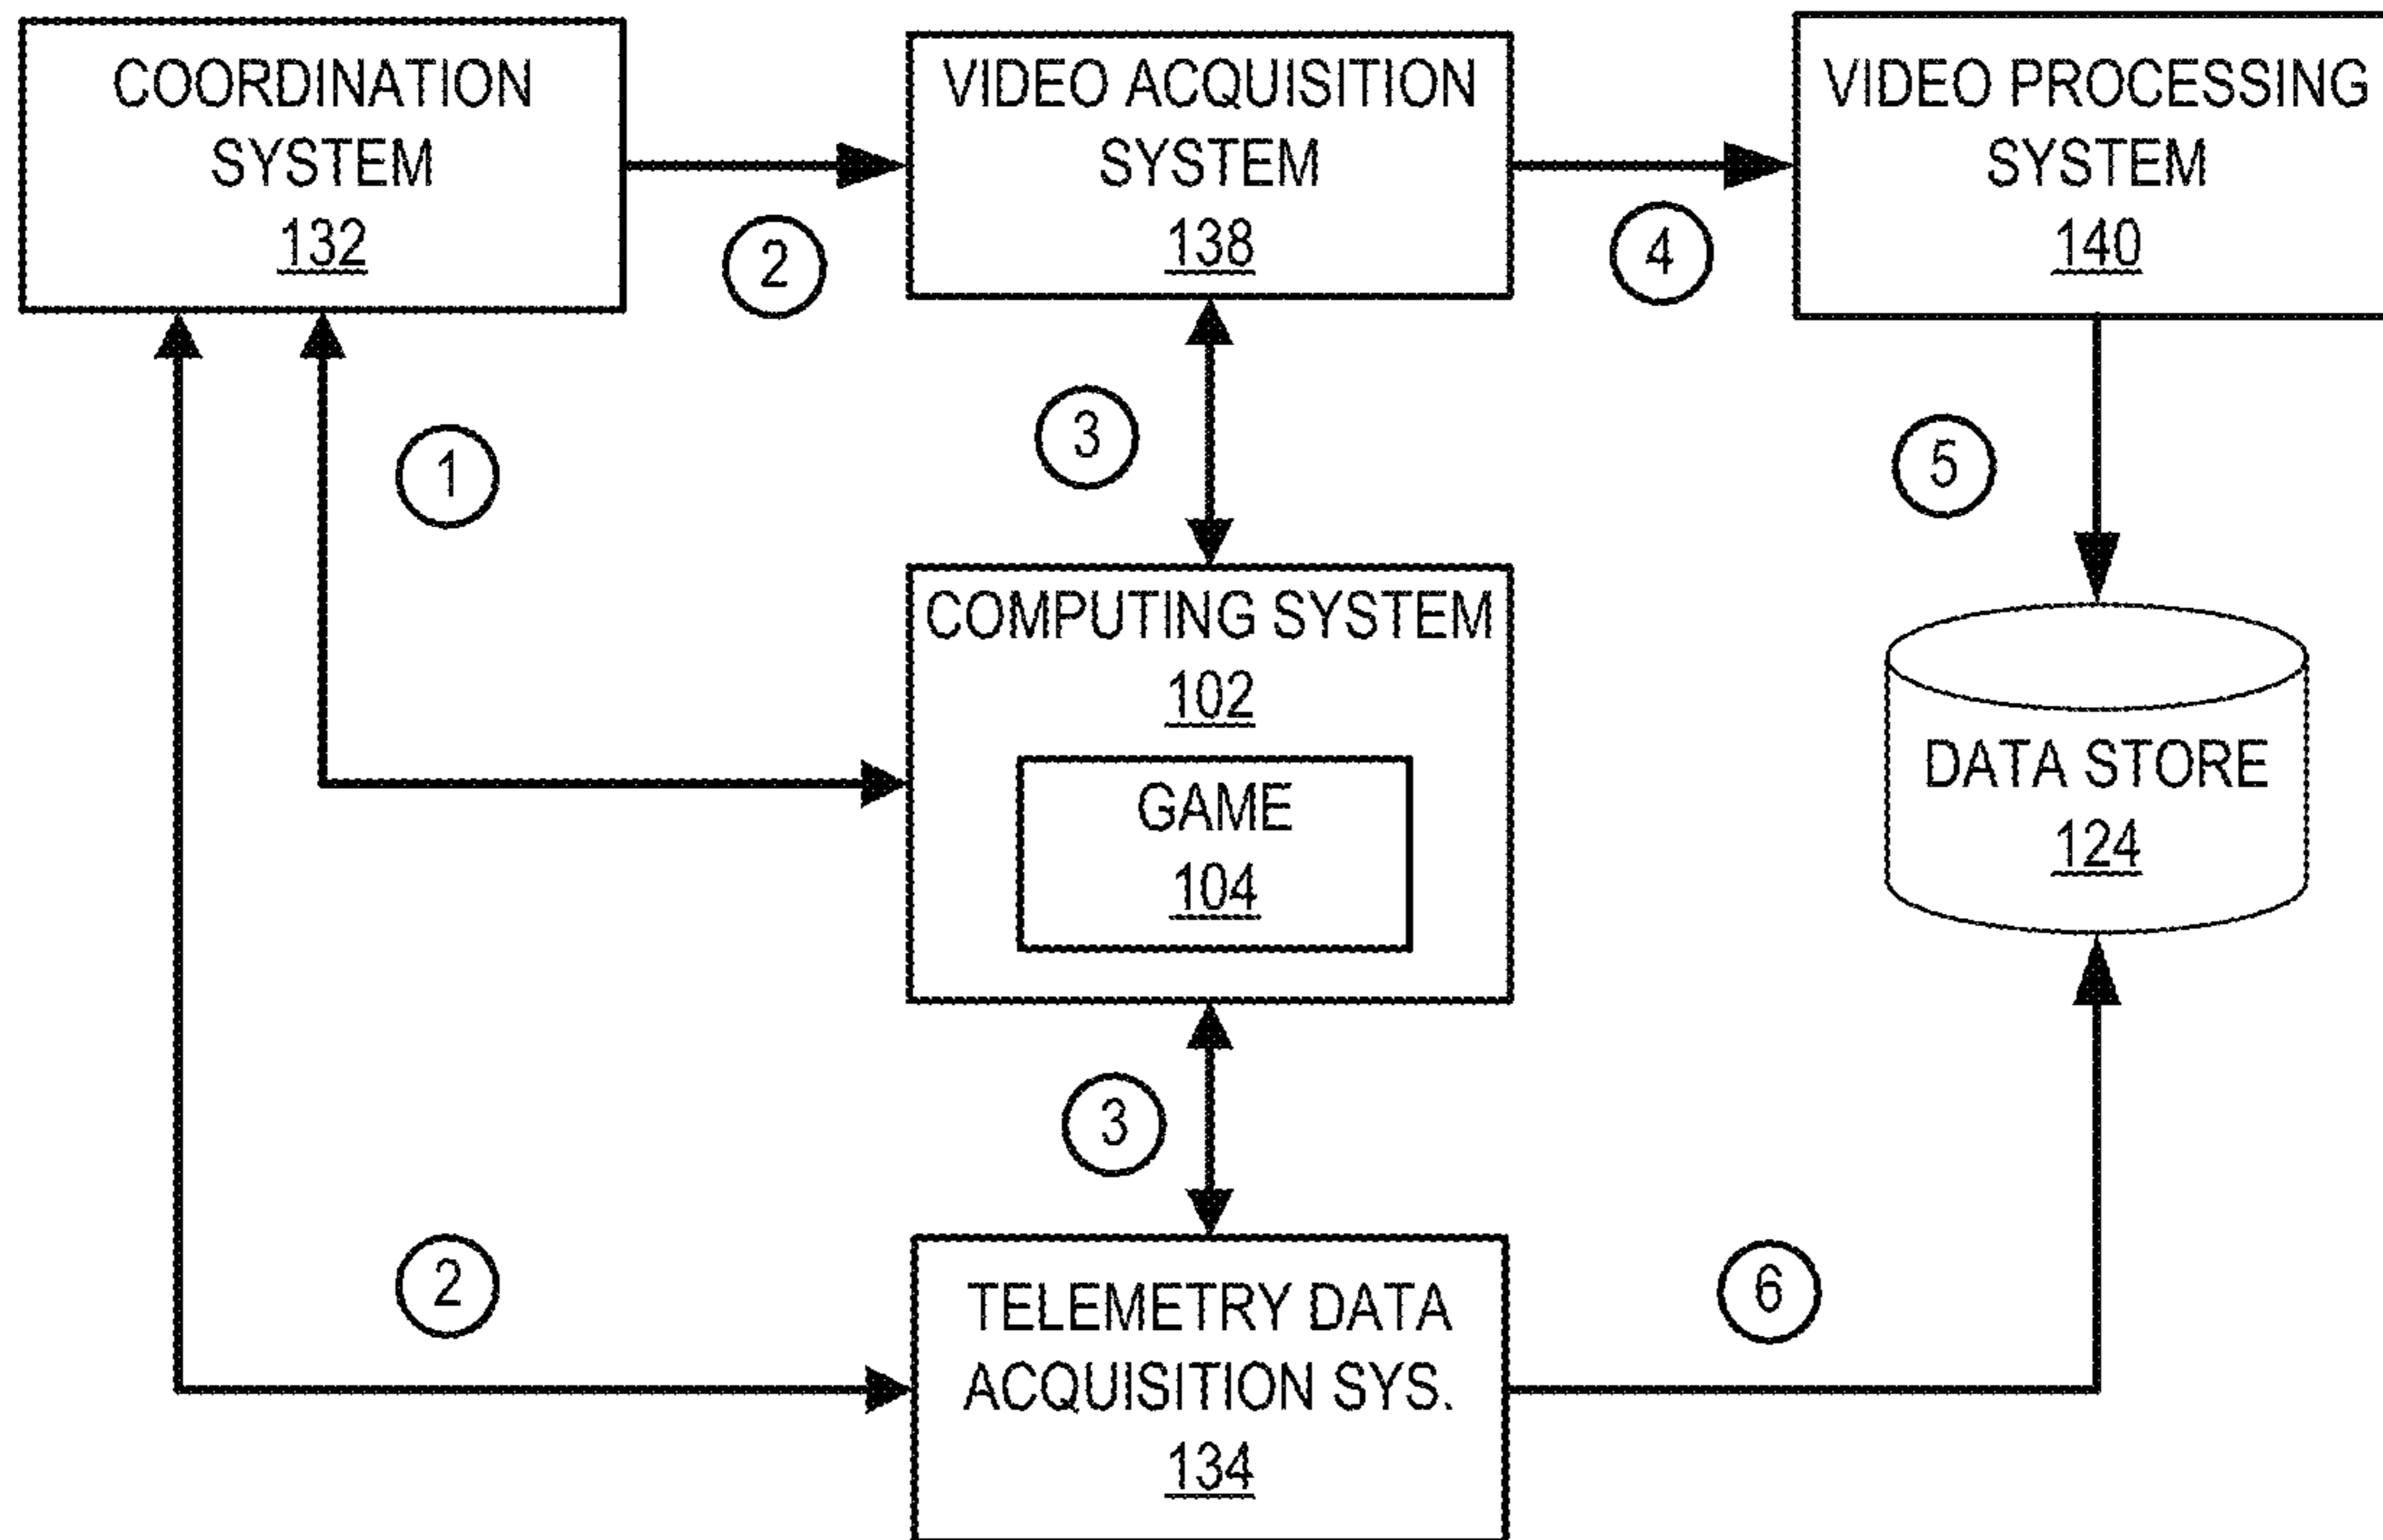 COORDINATION
SYSTEM
132
VIDEO ACQUISITION
SYSTEM
138
VIDEO PROCESSING
SYSTEM
140
2
4
3
1
5
COMPUTING SYSTEM
102
GAME
104
DATA STORE
124
3
2
6
TELEMETRY DATA
ACQUISITION SYS.
134